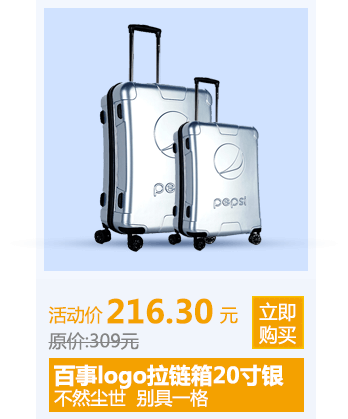 pepsi
pepsi
活动价 216.30 元
原价:309元
立即
购买
百事logo拉链箱20寸银
不然尘世 别具一格